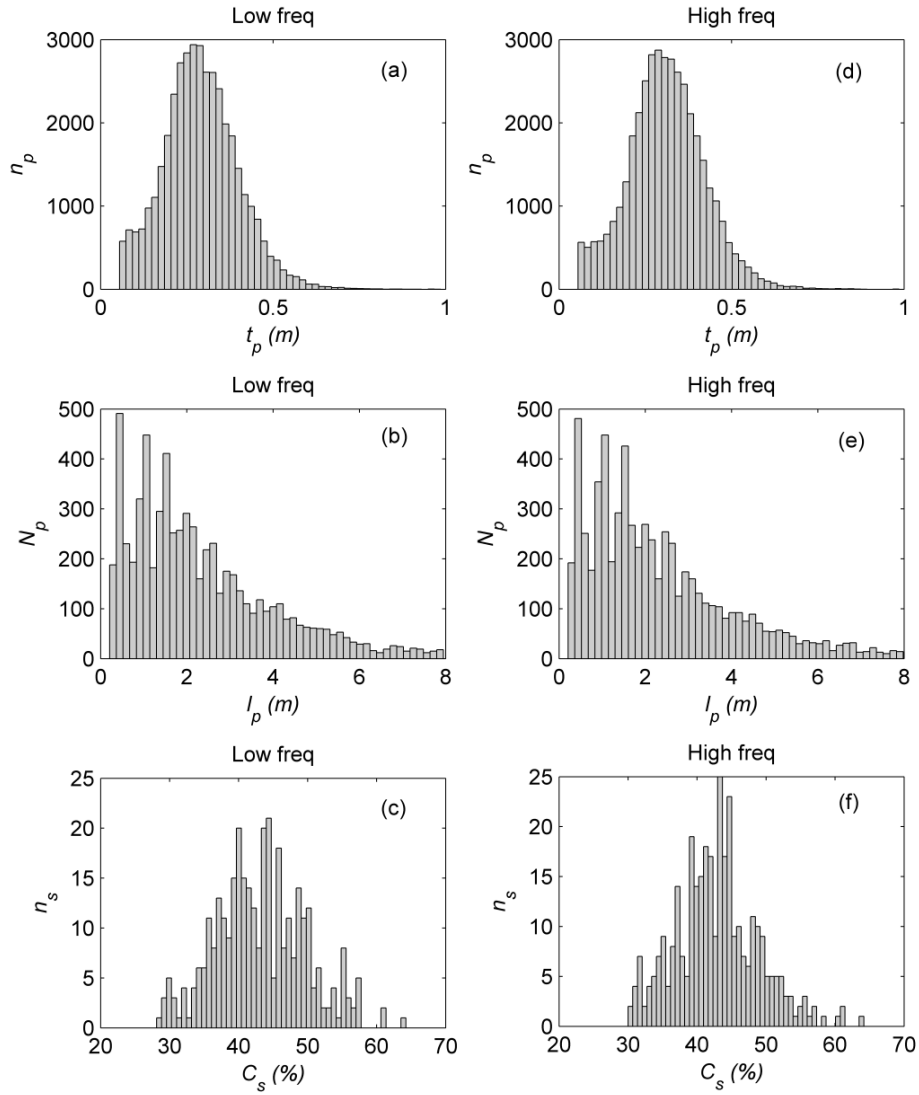 Low freq
3000
2000
1000
0
n_p
(a)
0 0.5 1
t_p (m)
High freq
3000
2000
1000
0
n_p
(d)
0 0.5 1
t_p (m)
Low freq
500
400
300
200
100
0
N_p
(b)
0 2 4 6 8
l_p (m)
High freq
500
400
300
200
100
0
N_p
(e)
0 2 4 6 8
l_p (m)
Low freq
25
20
15
10
5
0
n_s
(c)
20 30 40 50 60 70
C_s (%)
High freq
25
20
15
10
5
0
n_s
(f)
20 30 40 50 60 70
C_s (%)